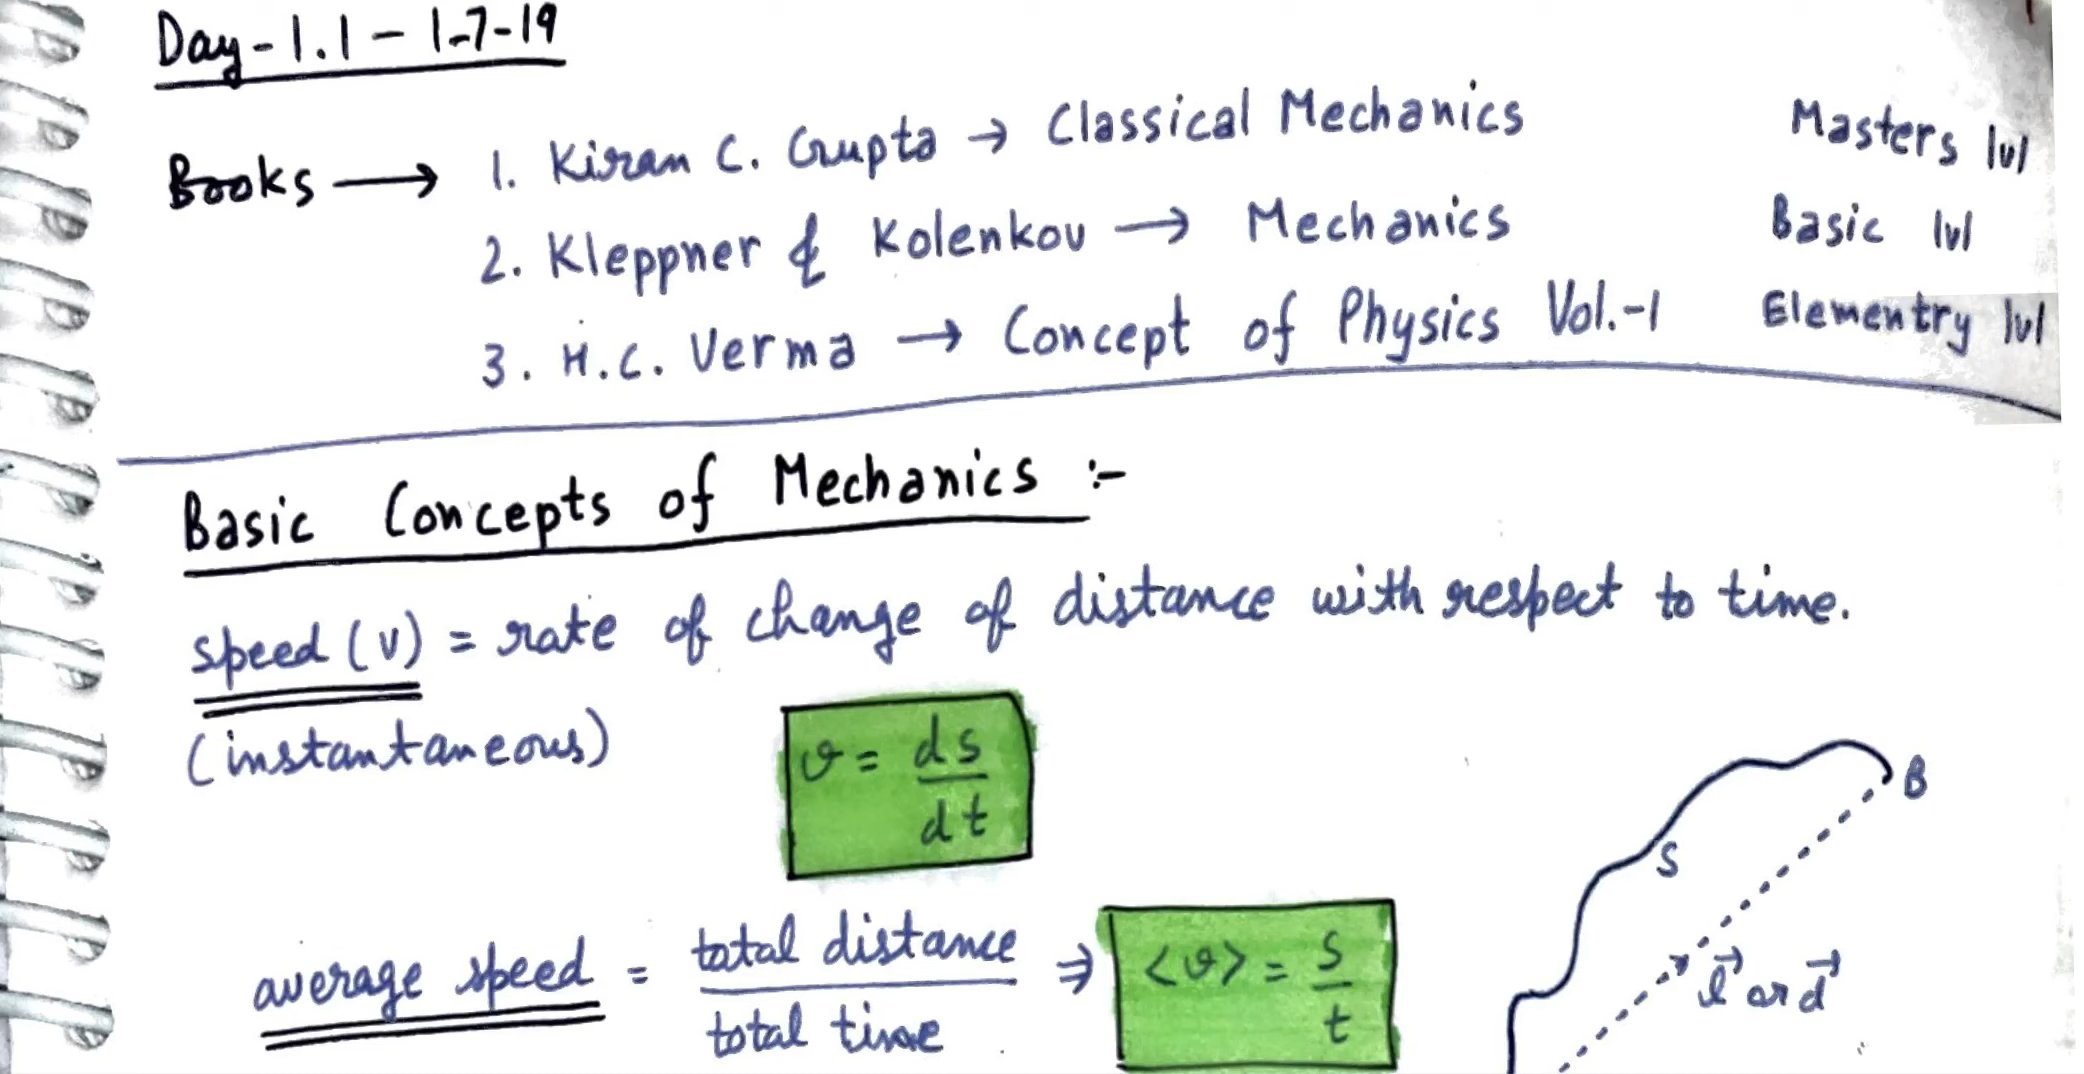 Day-1.1 - 1-7-19
Books → 1. Kiran C. Gupta → Classical Mechanics Masters lvl
2. Kleppner & Kolenkov → Mechanics Basic lvl
3. H.C. Verma → Concept of Physics Vol.-1 Elementry lvl
Basic Concepts of Mechanics :-
speed (v) = rate of change of distance with respect to time.
(instantaneous)
v = ds/dt
B
S
average speed = total distance/total time ⇒ <v> = s/t
l⃗ or d⃗